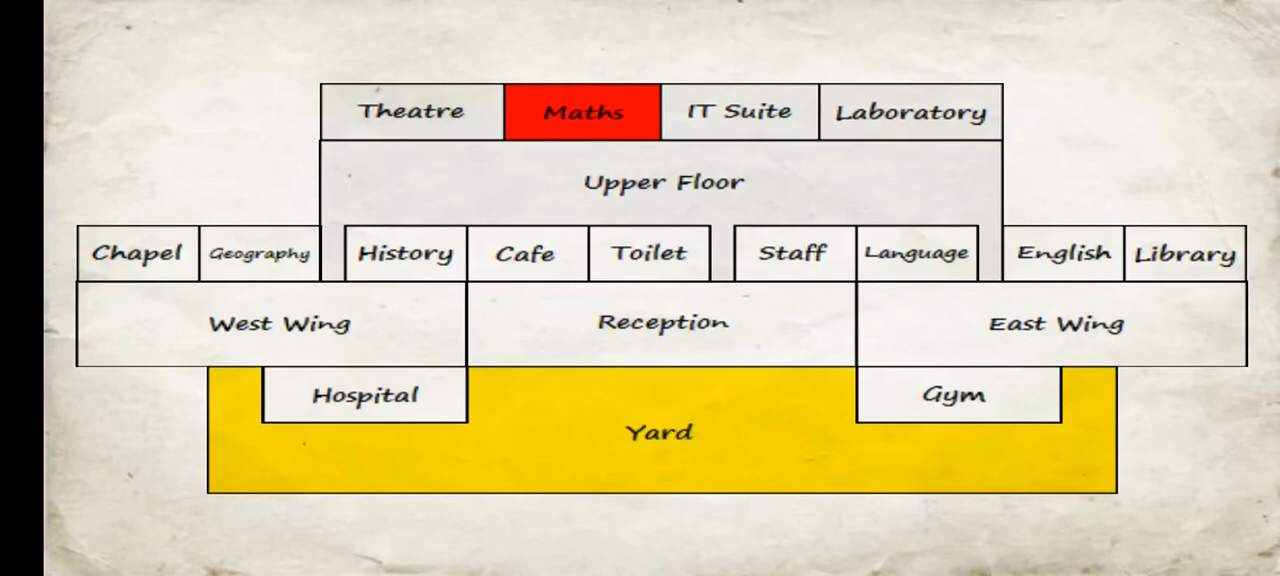 Theatre Maths IT Suite Laboratory
Upper Floor
Chapel Geography History Cafe Toilet Staff Language English Library
West Wing Reception East Wing
Hospital Gym
Yard